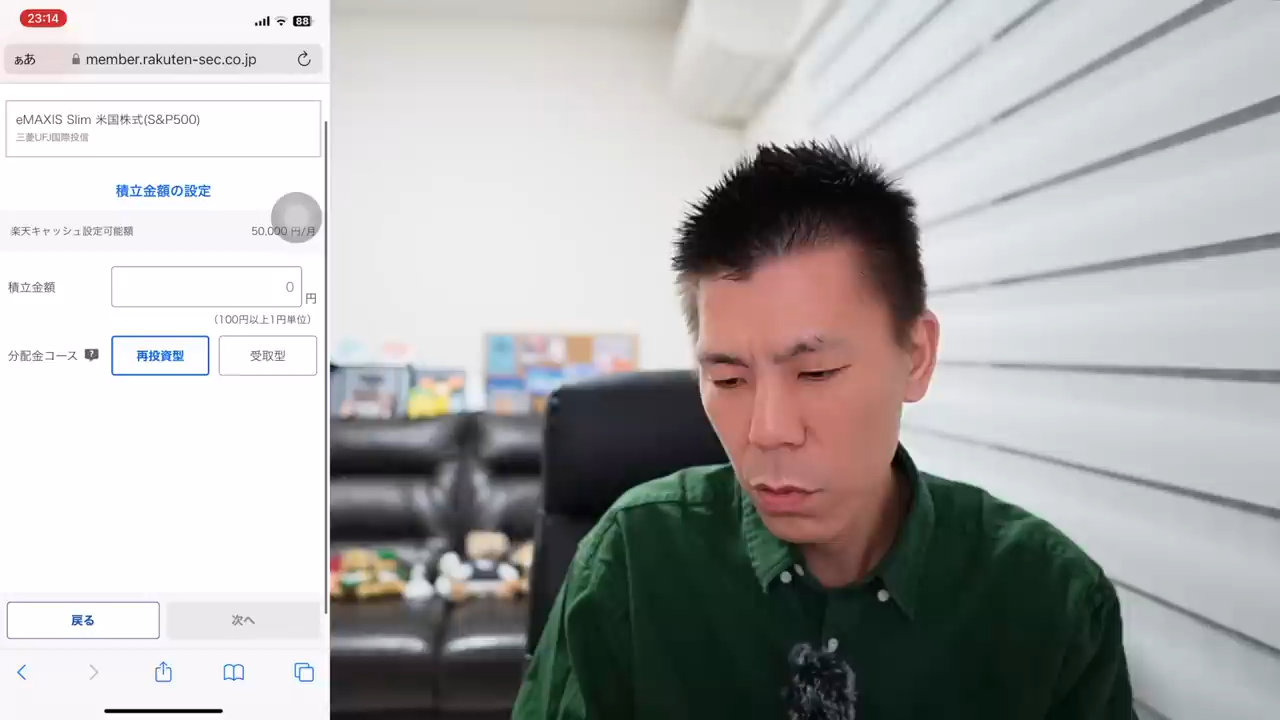 23:14
88
ぁあ member.rakuten-sec.co.jp
eMAXIS Slim 米国株式(S&P500)
三菱UFJ国際投信
積立金額の設定
楽天キャッシュ設定可能額 50,000 円/月
積立金額 0 円
(100円以上1円単位)
分配金コース ? 再投資型 受取型
戻る 次へ